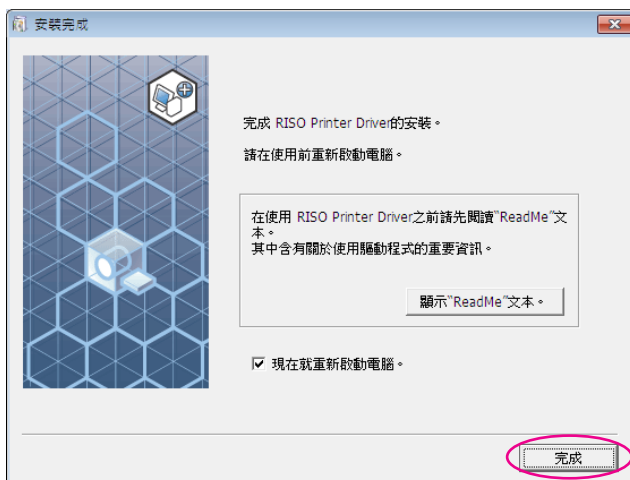 安裝完成
完成 RISO Printer Driver的安裝。
請在使用前重新啟動電腦。
在使用 RISO Printer Driver之前請先閱讀"ReadMe"文
本。
其中含有關於使用驅動程式的重要資訊。
顯示"ReadMe"文本。
現在就重新啟動電腦。
完成